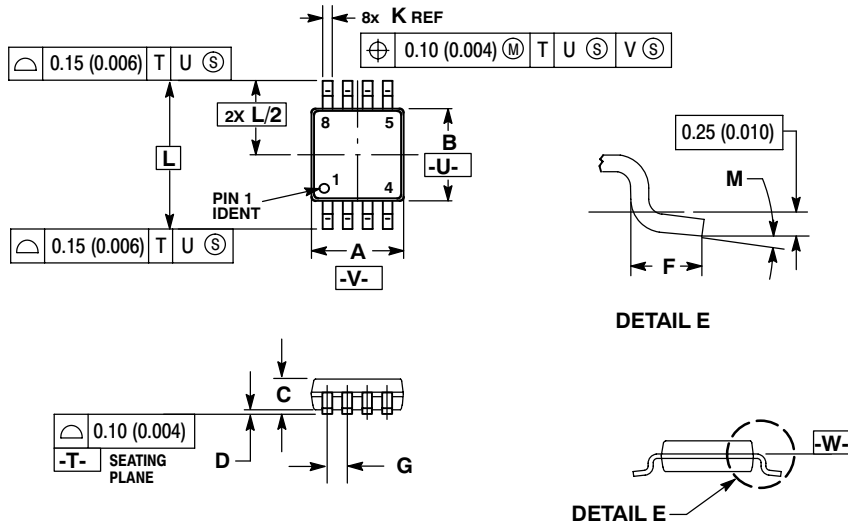 8x K REF
⌓ 0.15 (0.006) T U Ⓢ
⌖ 0.10 (0.004) Ⓜ T U Ⓢ V Ⓢ
2X L/2
8 5
B
-U-
L
PIN 1
IDENT
1 4
⌓ 0.15 (0.006) T U Ⓢ
A
-V-
0.25 (0.010)
M
F
DETAIL E
C
⌓ 0.10 (0.004)
-T- SEATING
PLANE
D
G
-W-
DETAIL E